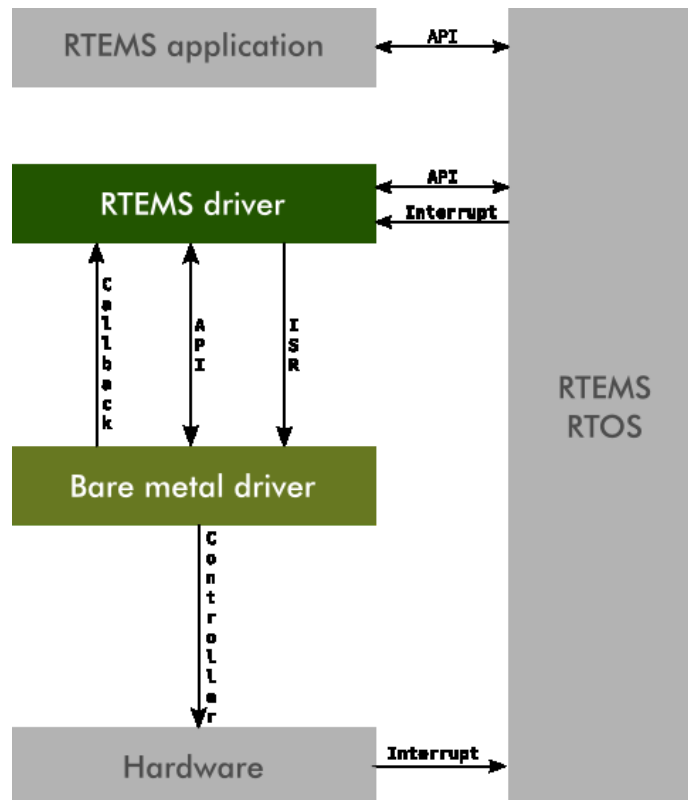 RTEMS application
API
RTEMS driver
API
Interrupt
Callback
API
ISR
RTEMS
RTOS
Bare metal driver
Controller
Hardware
Interrupt